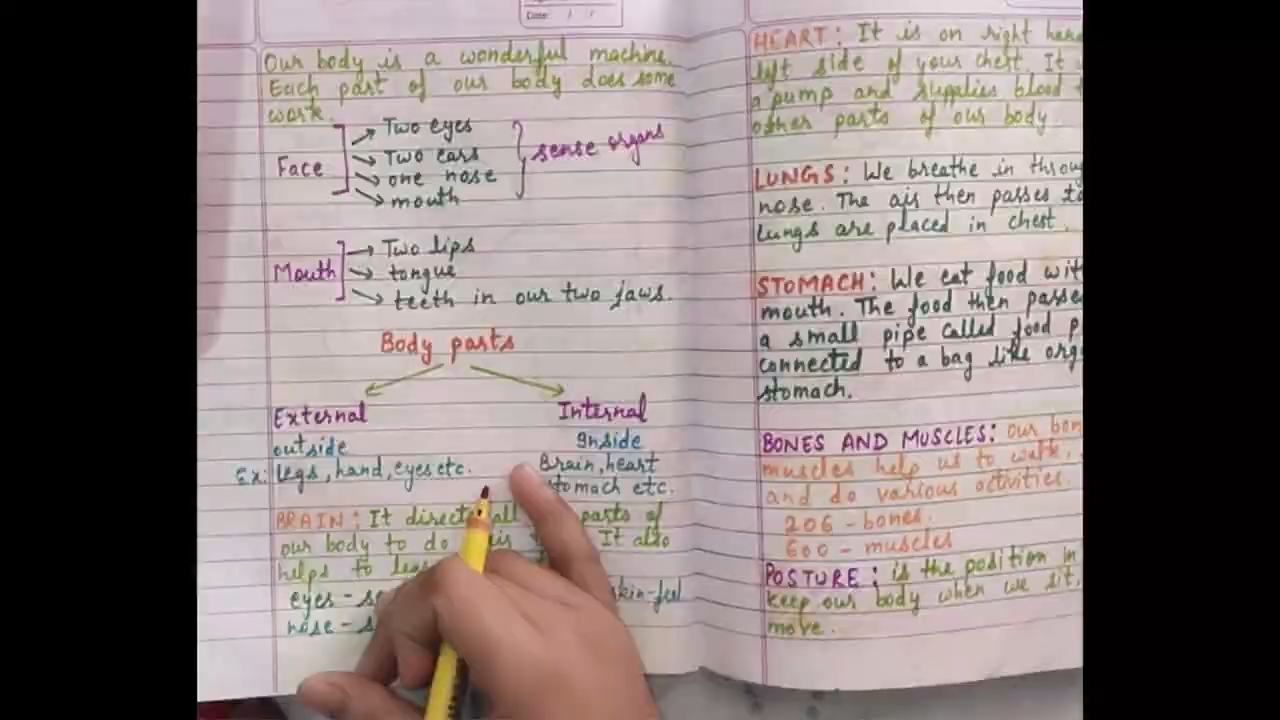 Date: / /
Our body is a wonderful machine.
Each part of our body does some
work.
Face
Two eyes
Two ears
one nose
mouth
sense organs
Mouth
Two lips
tongue
teeth in our two jaws.
Body parts
External
Internal
outside
Inside
Ex: legs, hand, eyes etc.
Brain, heart
stomach etc.
BRAIN: It direct all parts of
our body to do It also
helps to
eyes - skin-feel
nose -
HEART: It is on right hand
left side of your chest. It
a pump and supplies blood
other parts of our body.
LUNGS: We breathe in
nose. The air then passes to
lungs are placed in chest.
STOMACH: We eat food
mouth. The food then
a small pipe called food
connected to a bag like
stomach.
BONES AND MUSCLES: our
muscles help us to walk,
and do various activities.
206 - bones.
600 - muscles
POSTURE: is the position in
keep our body when we sit,
move.